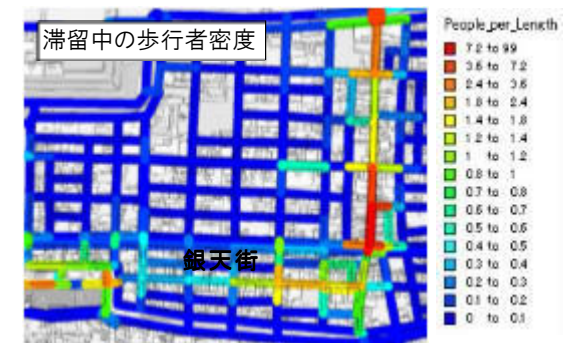 滞留中の歩行者密度
銀天街
People_per_Length
7.2 to 99
3.6 to 7.2
2.4 to 3.6
1.8 to 2.4
1.4 to 1.8
1.2 to 1.4
1 to 1.2
0.8 to 1
0.7 to 0.8
0.6 to 0.7
0.5 to 0.6
0.4 to 0.5
0.3 to 0.4
0.2 to 0.3
0.1 to 0.2
0 to 0.1